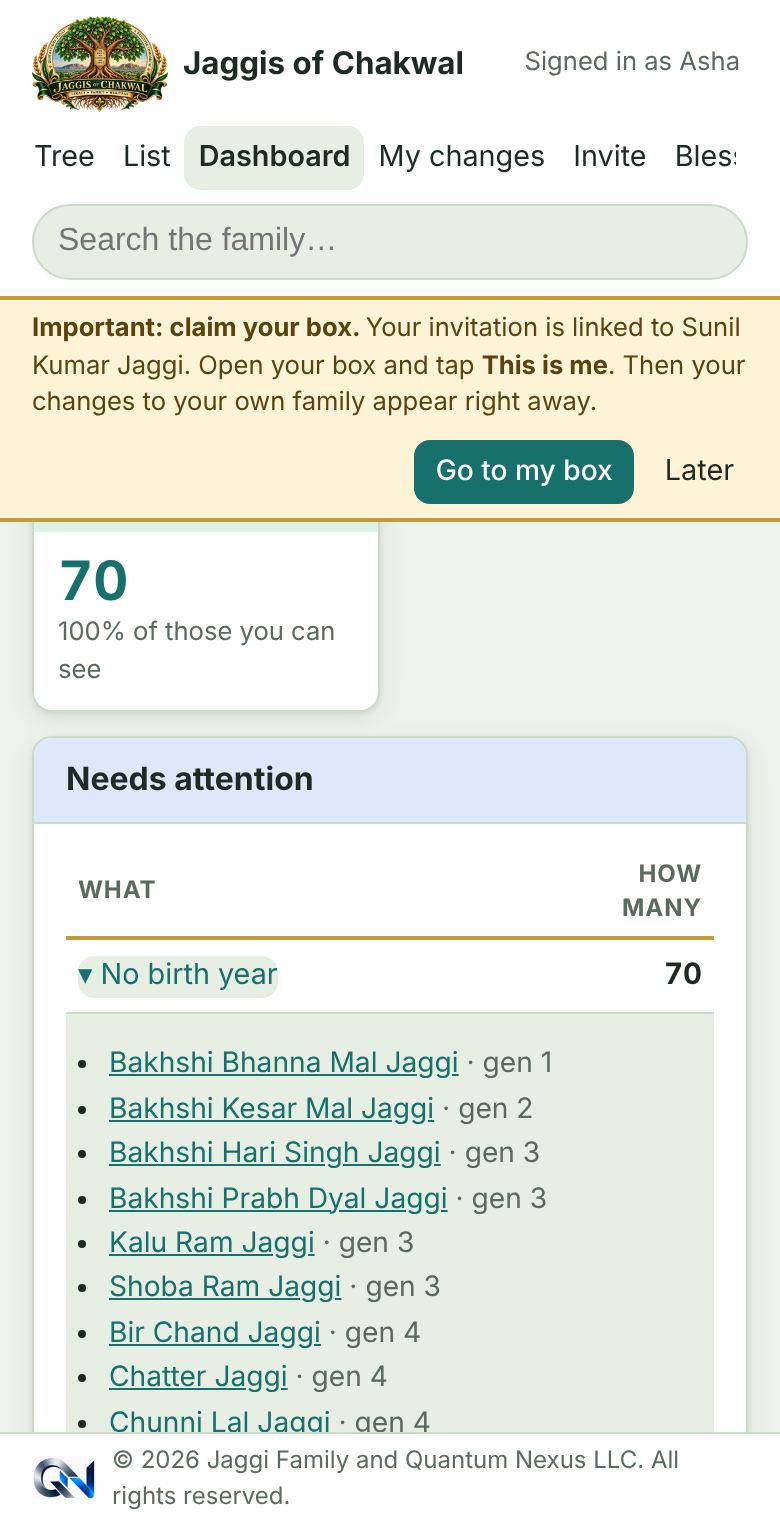 JAGGIS OF CHAKWAL
Jaggis of Chakwal
Signed in as Asha
Tree List Dashboard My changes Invite
Search the family…
Important: claim your box. Your invitation is linked to Sunil
Kumar Jaggi. Open your box and tap This is me. Then your
changes to your own family appear right away.
Go to my box Later
70
100% of those you can
see
Needs attention
WHAT
HOW
MANY
▾ No birth year 70
• Bakhshi Bhanna Mal Jaggi · gen 1
• Bakhshi Kesar Mal Jaggi · gen 2
• Bakhshi Hari Singh Jaggi · gen 3
• Bakhshi Prabh Dyal Jaggi · gen 3
• Kalu Ram Jaggi · gen 3
• Shoba Ram Jaggi · gen 3
• Bir Chand Jaggi · gen 4
• Chatter Jaggi · gen 4
• Chunni Lal Jaggi · gen 4
QN
© 2026 Jaggi Family and Quantum Nexus LLC. All
rights reserved.